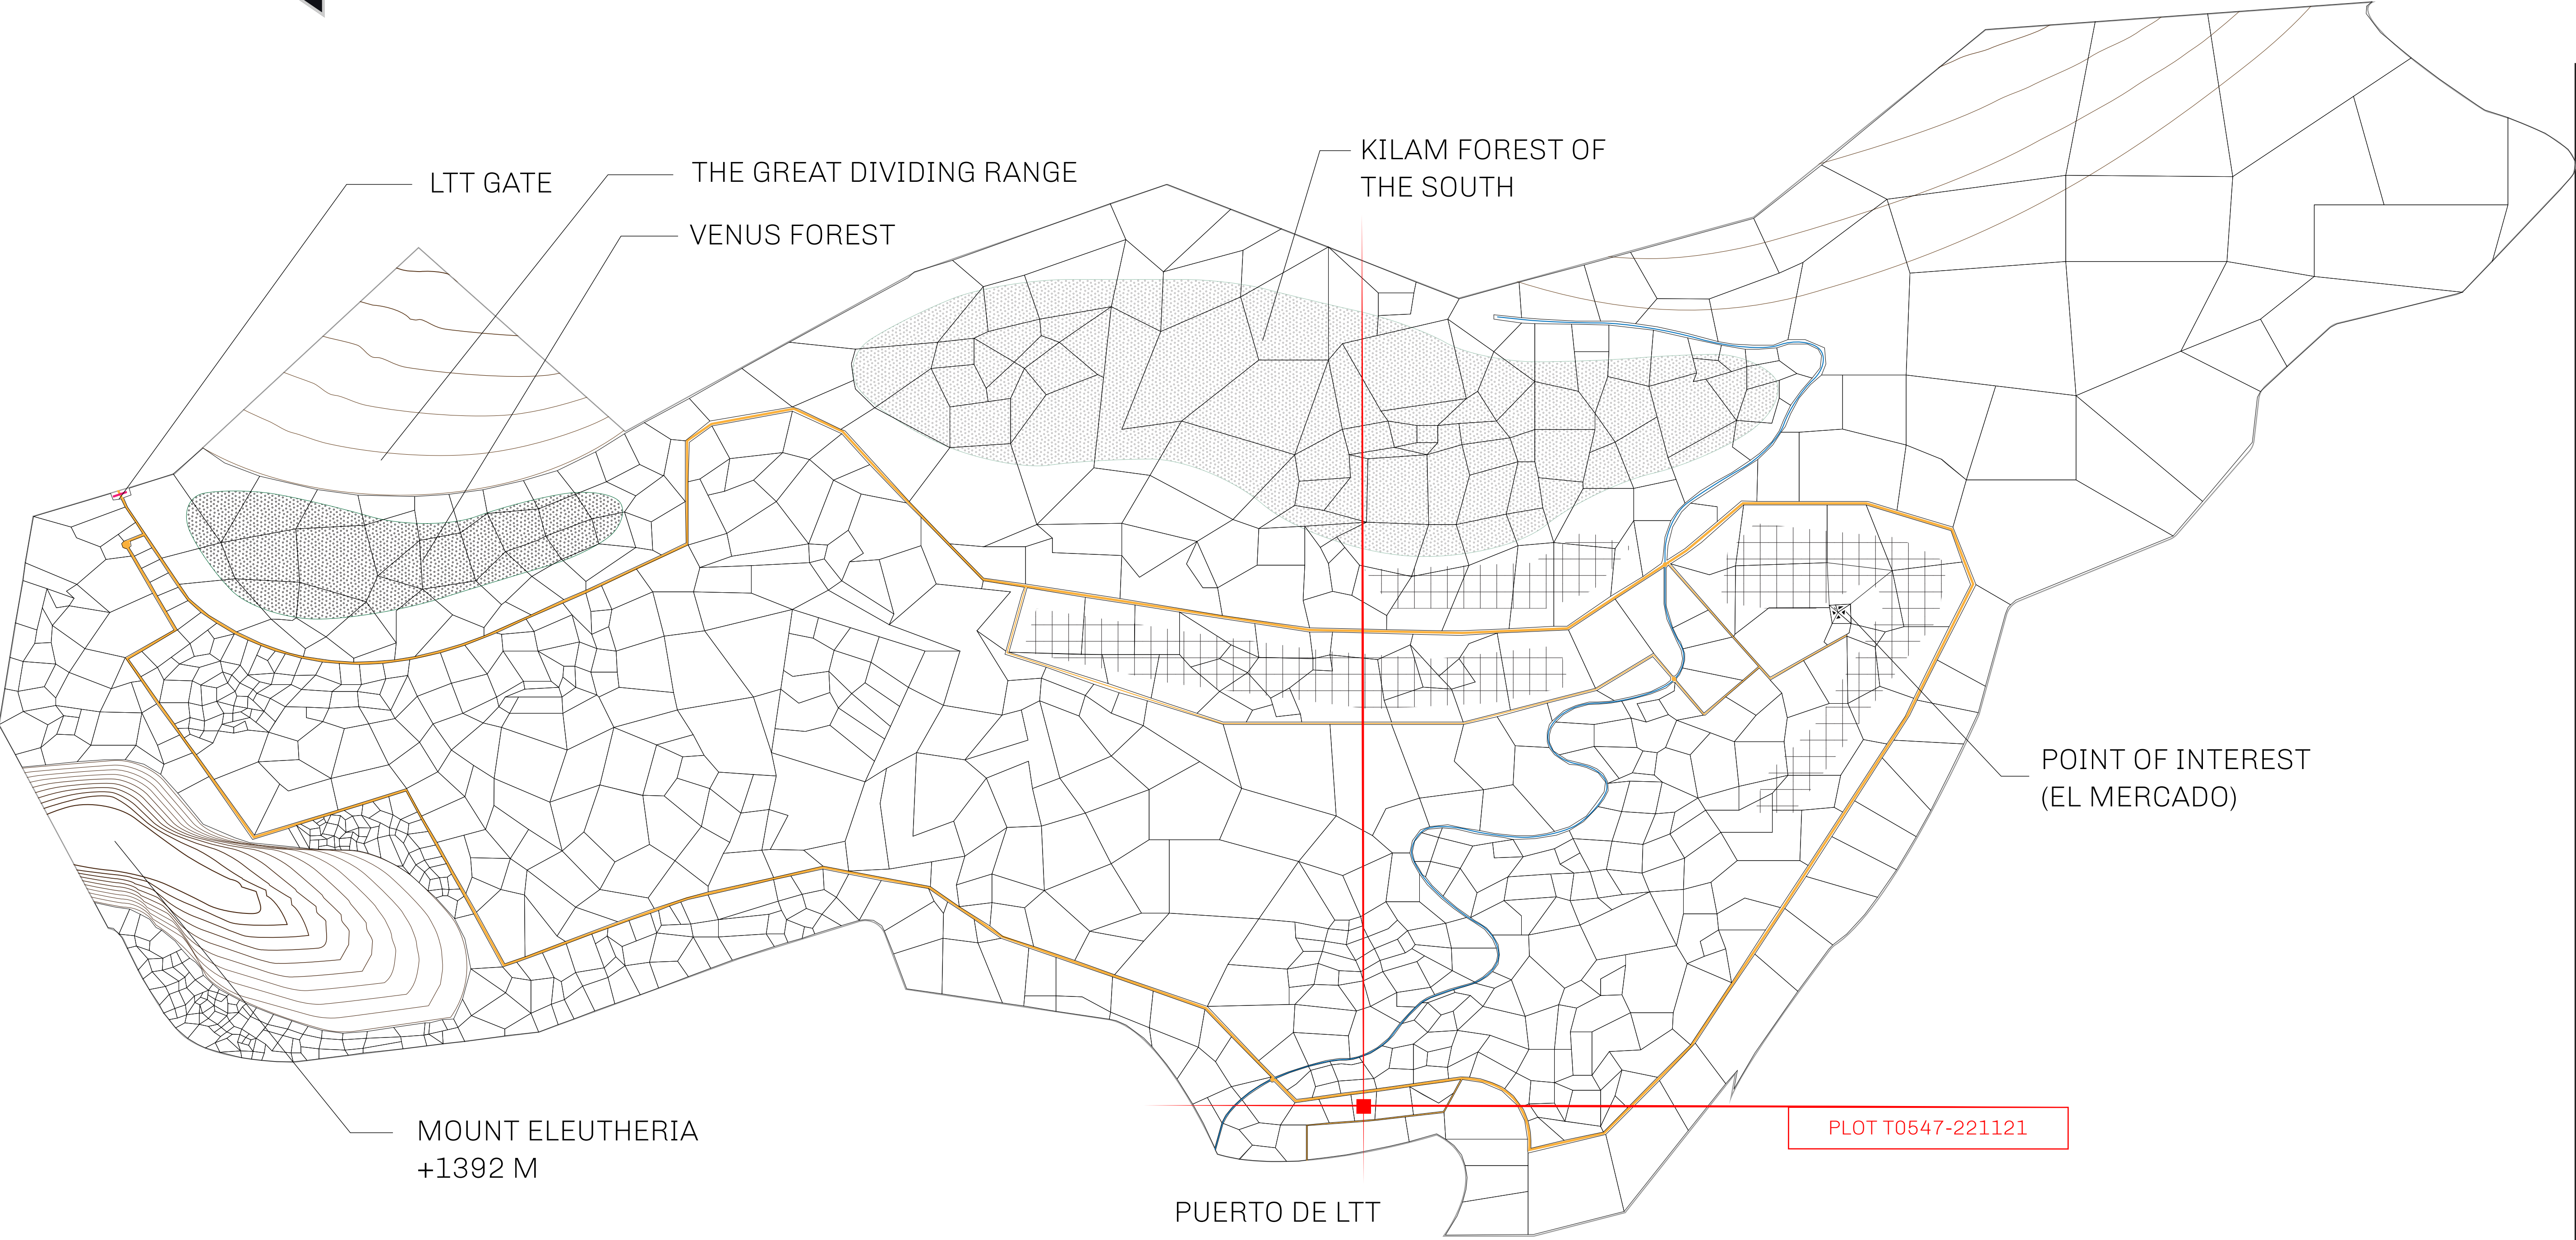 KILAM FOREST OF
THE SOUTH
LTT GATE
THE GREAT DIVIDING RANGE
VENUS FOREST
POINT OF INTEREST
(EL MERCADO)
MOUNT ELEUTHERIA
+1392 M
PLOT T0547-221121
PUERTO DE LTT